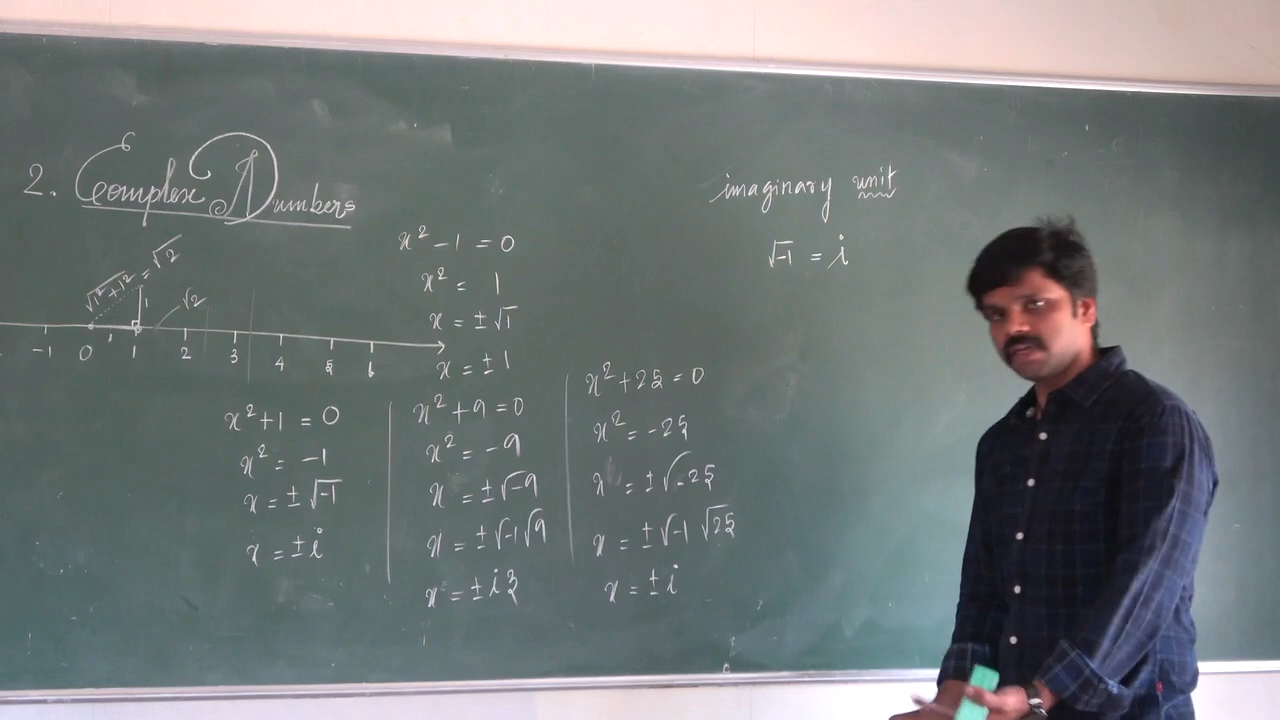 2. Complex Numbers
√1²+1² = √2
1
√2
-1 0 1 2 3 4 5 6
x² - 1 = 0
x² = 1
x = ±√1
x = ±1
x²+1 = 0
x² = -1
x = ±√-1
x = ±i
x²+9 = 0
x² = -9
x = ±√-9
x = ±√-1√9
x = ±i3
x²+25 = 0
x² = -25
x = ±√-25
x = ±√-1 √25
x = ±i
imaginary unit
√-1 = i